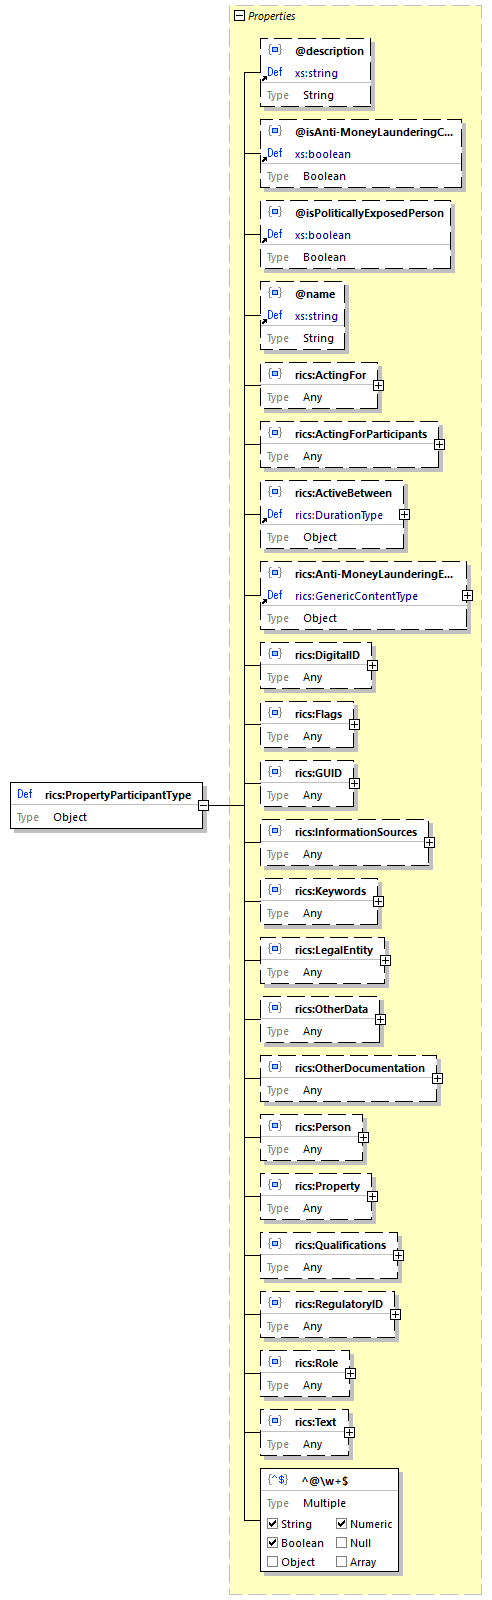 Properties
@description
Def xs:string
Type String
@isAnti-MoneyLaunderingC...
Def xs:boolean
Type Boolean
@isPoliticallyExposedPerson
Def xs:boolean
Type Boolean
@name
Def xs:string
Type String
rics:ActingFor
Type Any
rics:ActingForParticipants
Type Any
rics:ActiveBetween
Def rics:DurationType
Type Object
rics:Anti-MoneyLaunderingE...
Def rics:GenericContentType
Type Object
rics:DigitalID
Type Any
rics:Flags
Type Any
rics:GUID
Type Any
Def rics:PropertyParticipantType
Type Object
rics:InformationSources
Type Any
rics:Keywords
Type Any
rics:LegalEntity
Type Any
rics:OtherData
Type Any
rics:OtherDocumentation
Type Any
rics:Person
Type Any
rics:Property
Type Any
rics:Qualifications
Type Any
rics:RegulatoryID
Type Any
rics:Role
Type Any
rics:Text
Type Any
{^$} ^@\w+$
Type Multiple
String Numeric
Boolean Null
Object Array